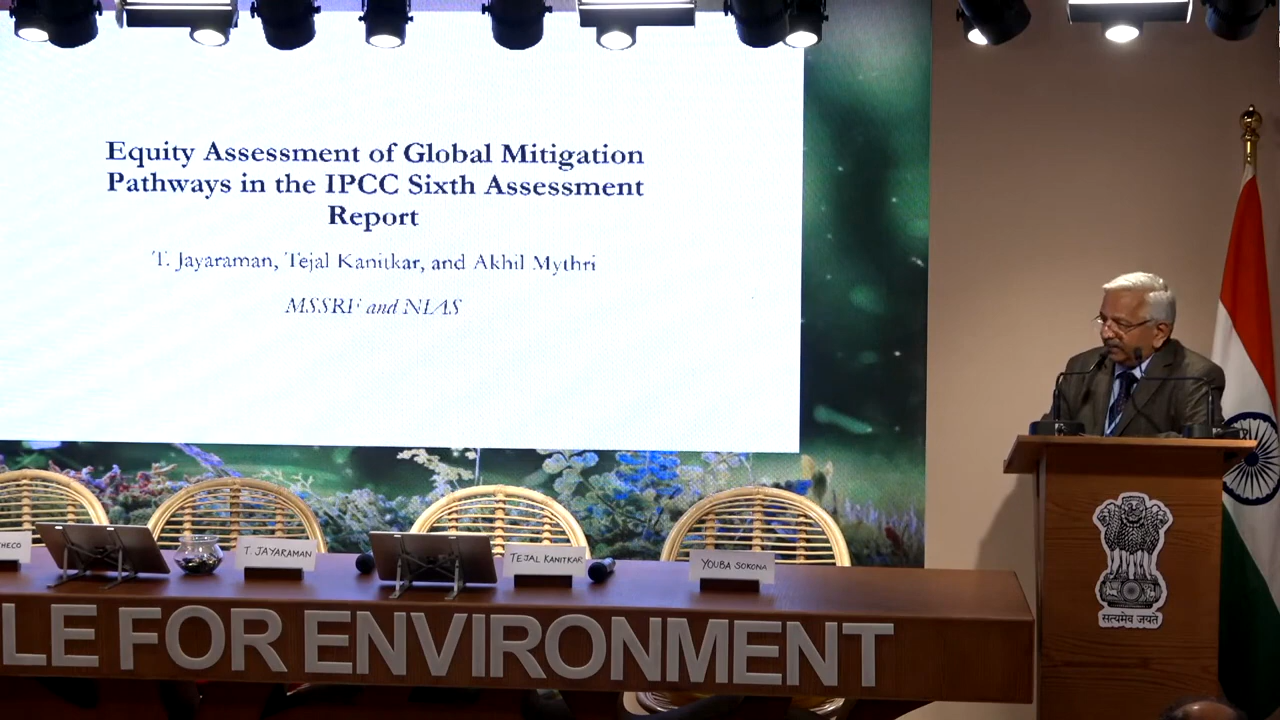 Equity Assessment of Global Mitigation
Pathways in the IPCC Sixth Assessment
Report
T. Jayaraman, Tejal Kanitkar, and Akhil Mythri
MSSRF and NIAS
CHECO
T. JAYARAMAN
TEJAL KANITKAR
YOUBA SOKONA
LE FOR ENVIRONMENT
सत्यमेव जयते